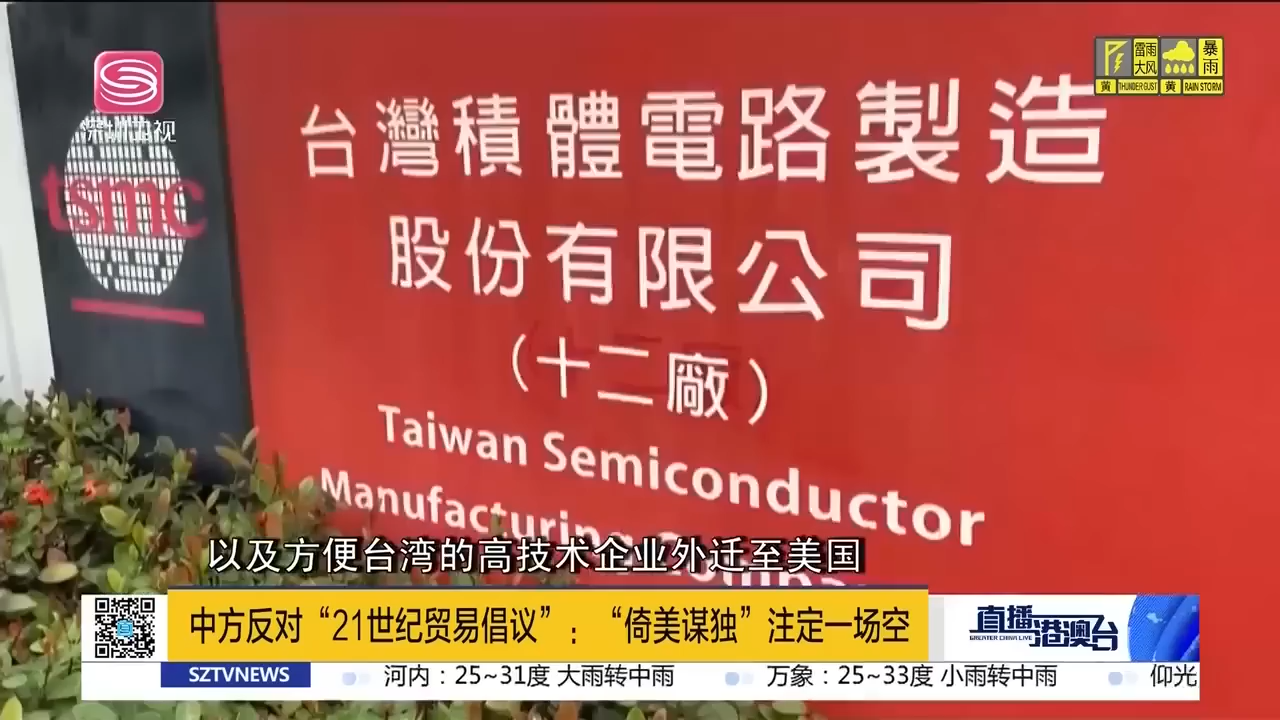 深圳卫视
雷雨
大风
黄 THUNDER GUST
暴雨
黄 RAIN STORM
tsmc
台灣積體電路製造
股份有限公司
(十二廠)
Taiwan Semiconductor
Manufacturing Compa
以及方便台湾的高技术企业外迁至美国
中方反对“21世纪贸易倡议”：“倚美谋独”注定一场空
直播港澳台
GREATER CHINA LIVE
SZTVNEWS
河内：25~31度 大雨转中雨 万象：25~33度 小雨转中雨 仰光